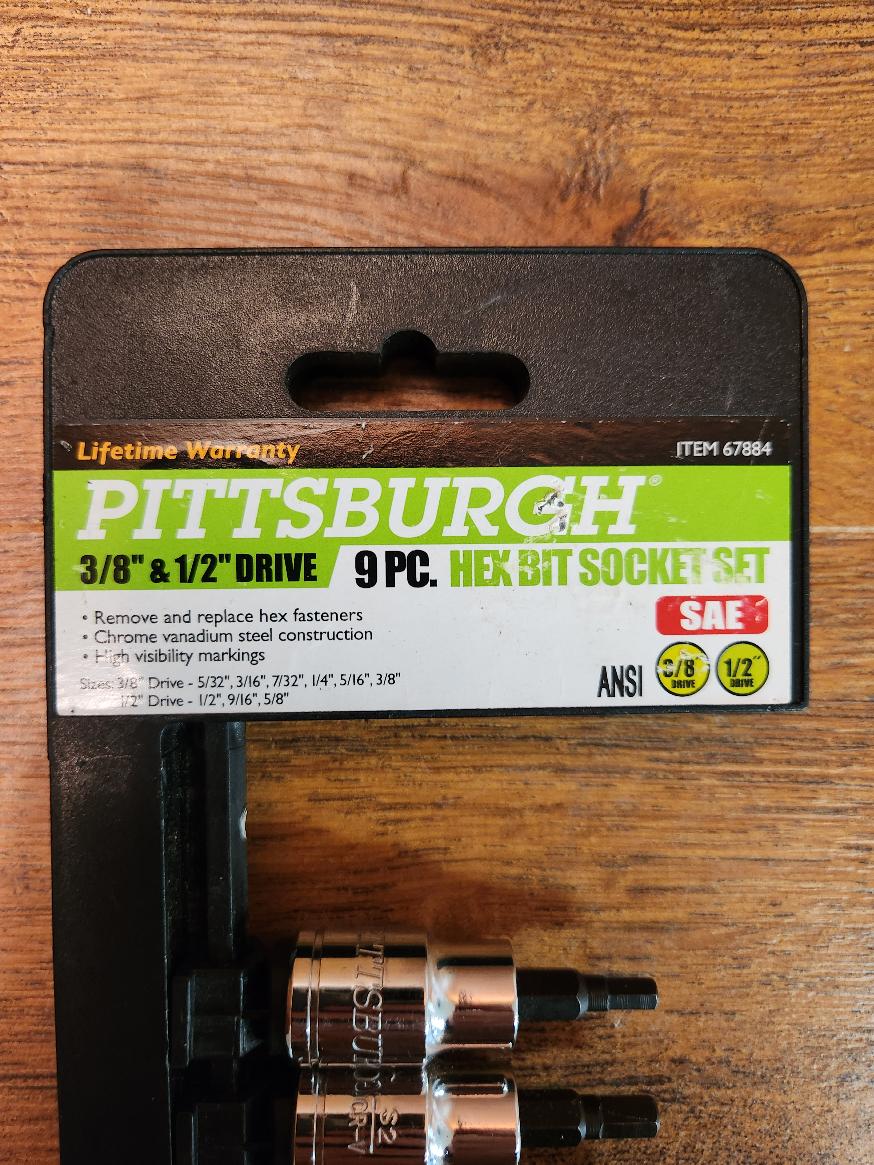 Lifetime Warranty ITEM 67884
PITTSBURGH®
3/8" & 1/2" DRIVE 9 PC. HEX BIT SOCKET SET
• Remove and replace hex fasteners
• Chrome vanadium steel construction
• High visibility markings
SAE
ANSI 3/8" DRIVE 1/2" DRIVE
Sizes: 3/8" Drive - 5/32", 3/16", 7/32", 1/4", 5/16", 3/8"
1/2" Drive - 1/2", 9/16", 5/8"
S2
CR-V